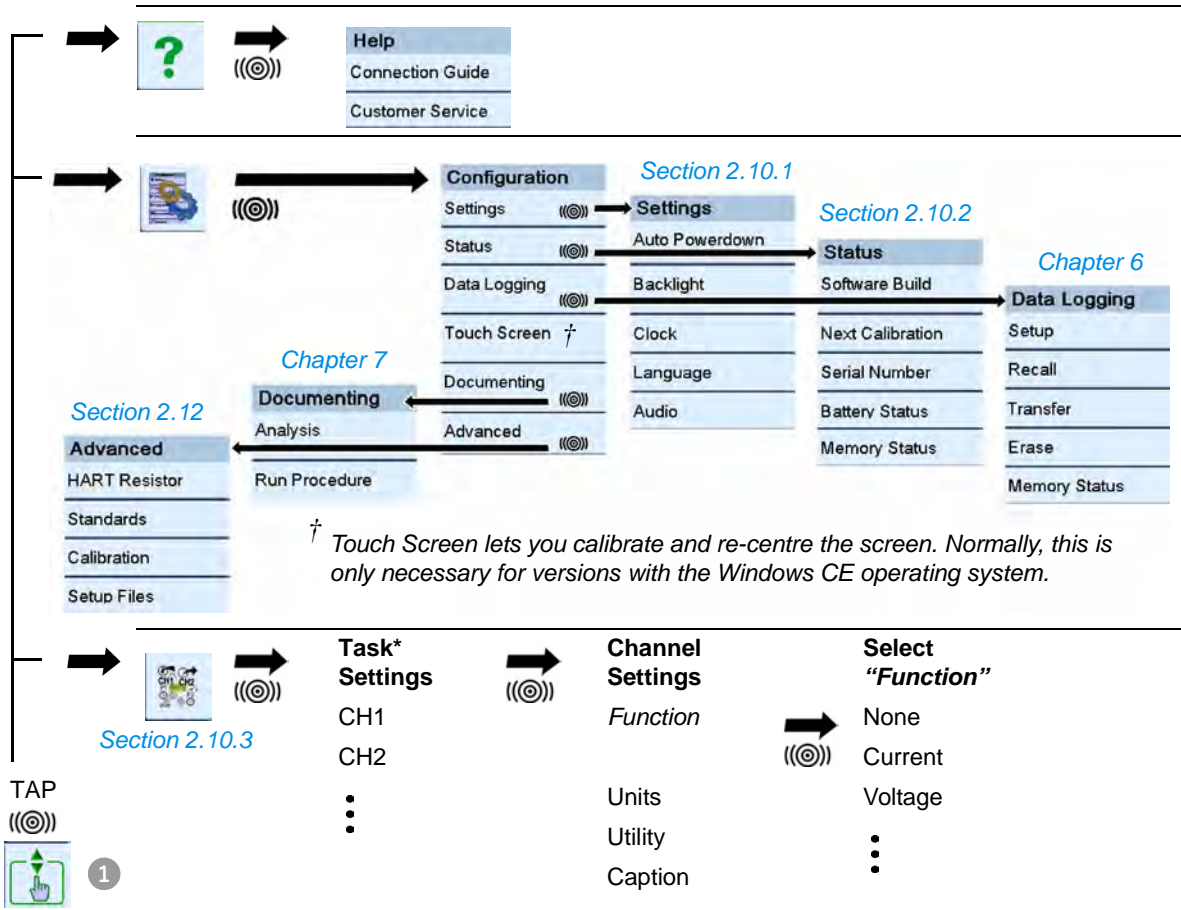 ?
Help
Connection Guide
Customer Service
Configuration
Settings
Status
Data Logging
Touch Screen †
Documenting
Advanced
Section 2.10.1
Settings
Auto Powerdown
Backlight
Clock
Language
Audio
Section 2.10.2
Status
Software Build
Next Calibration
Serial Number
Battery Status
Memory Status
Chapter 6
Data Logging
Setup
Recall
Transfer
Erase
Memory Status
Chapter 7
Documenting
Analysis
Run Procedure
Section 2.12
Advanced
HART Resistor
Standards
Calibration
Setup Files
† Touch Screen lets you calibrate and re-centre the screen. Normally, this is
only necessary for versions with the Windows CE operating system.
CH1 CH2
Section 2.10.3
Task*
Settings
CH1
CH2
Channel
Settings
Function
Units
Utility
Caption
Select
“Function”
None
Current
Voltage
TAP
1